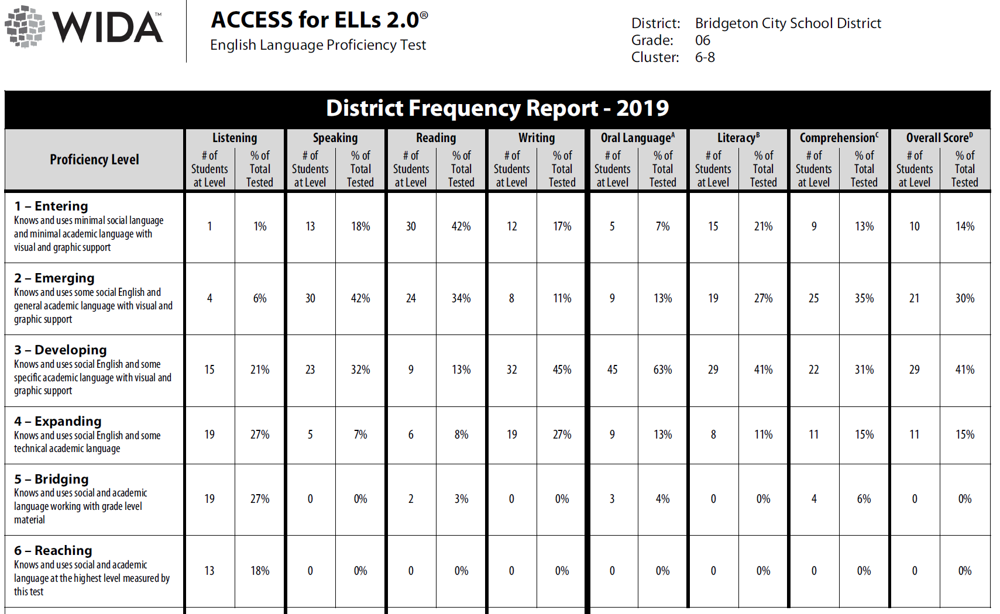 WIDA™
ACCESS for ELLs 2.0®
English Language Proficiency Test
District: Bridgeton City School District
Grade: 06
Cluster: 6-8
District Frequency Report - 2019
Proficiency Level
Listening Speaking Reading Writing Oral Languageᴬ Literacyᴮ Comprehensionᶜ Overall Scoreᴰ
# of % of # of % of # of % of # of % of # of % of # of % of # of % of # of % of
Students Total Students Total Students Total Students Total Students Total Students Total Students Total Students Total
at Level Tested at Level Tested at Level Tested at Level Tested at Level Tested at Level Tested at Level Tested at Level Tested
1 – Entering
Knows and uses minimal social language
and minimal academic language with
visual and graphic support
1 1% 13 18% 30 42% 12 17% 5 7% 15 21% 9 13% 10 14%
2 – Emerging
Knows and uses some social English and
general academic language with visual and
graphic support
4 6% 30 42% 24 34% 8 11% 9 13% 19 27% 25 35% 21 30%
3 – Developing
Knows and uses social English and some
specific academic language with visual and
graphic support
15 21% 23 32% 9 13% 32 45% 45 63% 29 41% 22 31% 29 41%
4 – Expanding
Knows and uses social English and some
technical academic language
19 27% 5 7% 6 8% 19 27% 9 13% 8 11% 11 15% 11 15%
5 – Bridging
Knows and uses social and academic
language working with grade level
material
19 27% 0 0% 2 3% 0 0% 3 4% 0 0% 4 6% 0 0%
6 – Reaching
Knows and uses social and academic
language at the highest level measured by
this test
13 18% 0 0% 0 0% 0 0% 0 0% 0 0% 0 0% 0 0%